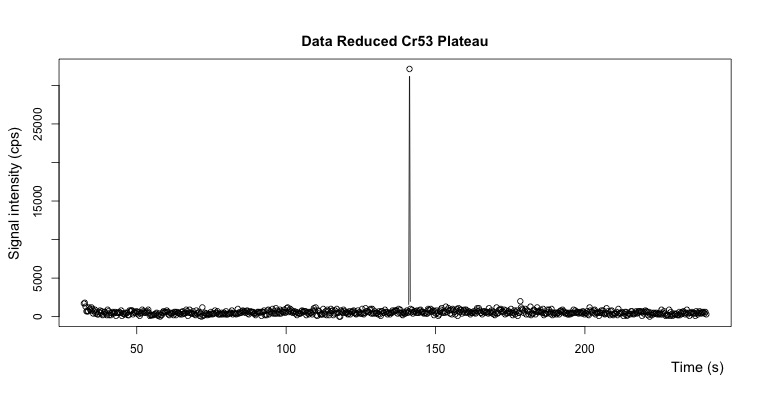 Data Reduced Cr53 Plateau
Signal intensity (cps)
25000
15000
5000
0
50 100 150 200
Time (s)